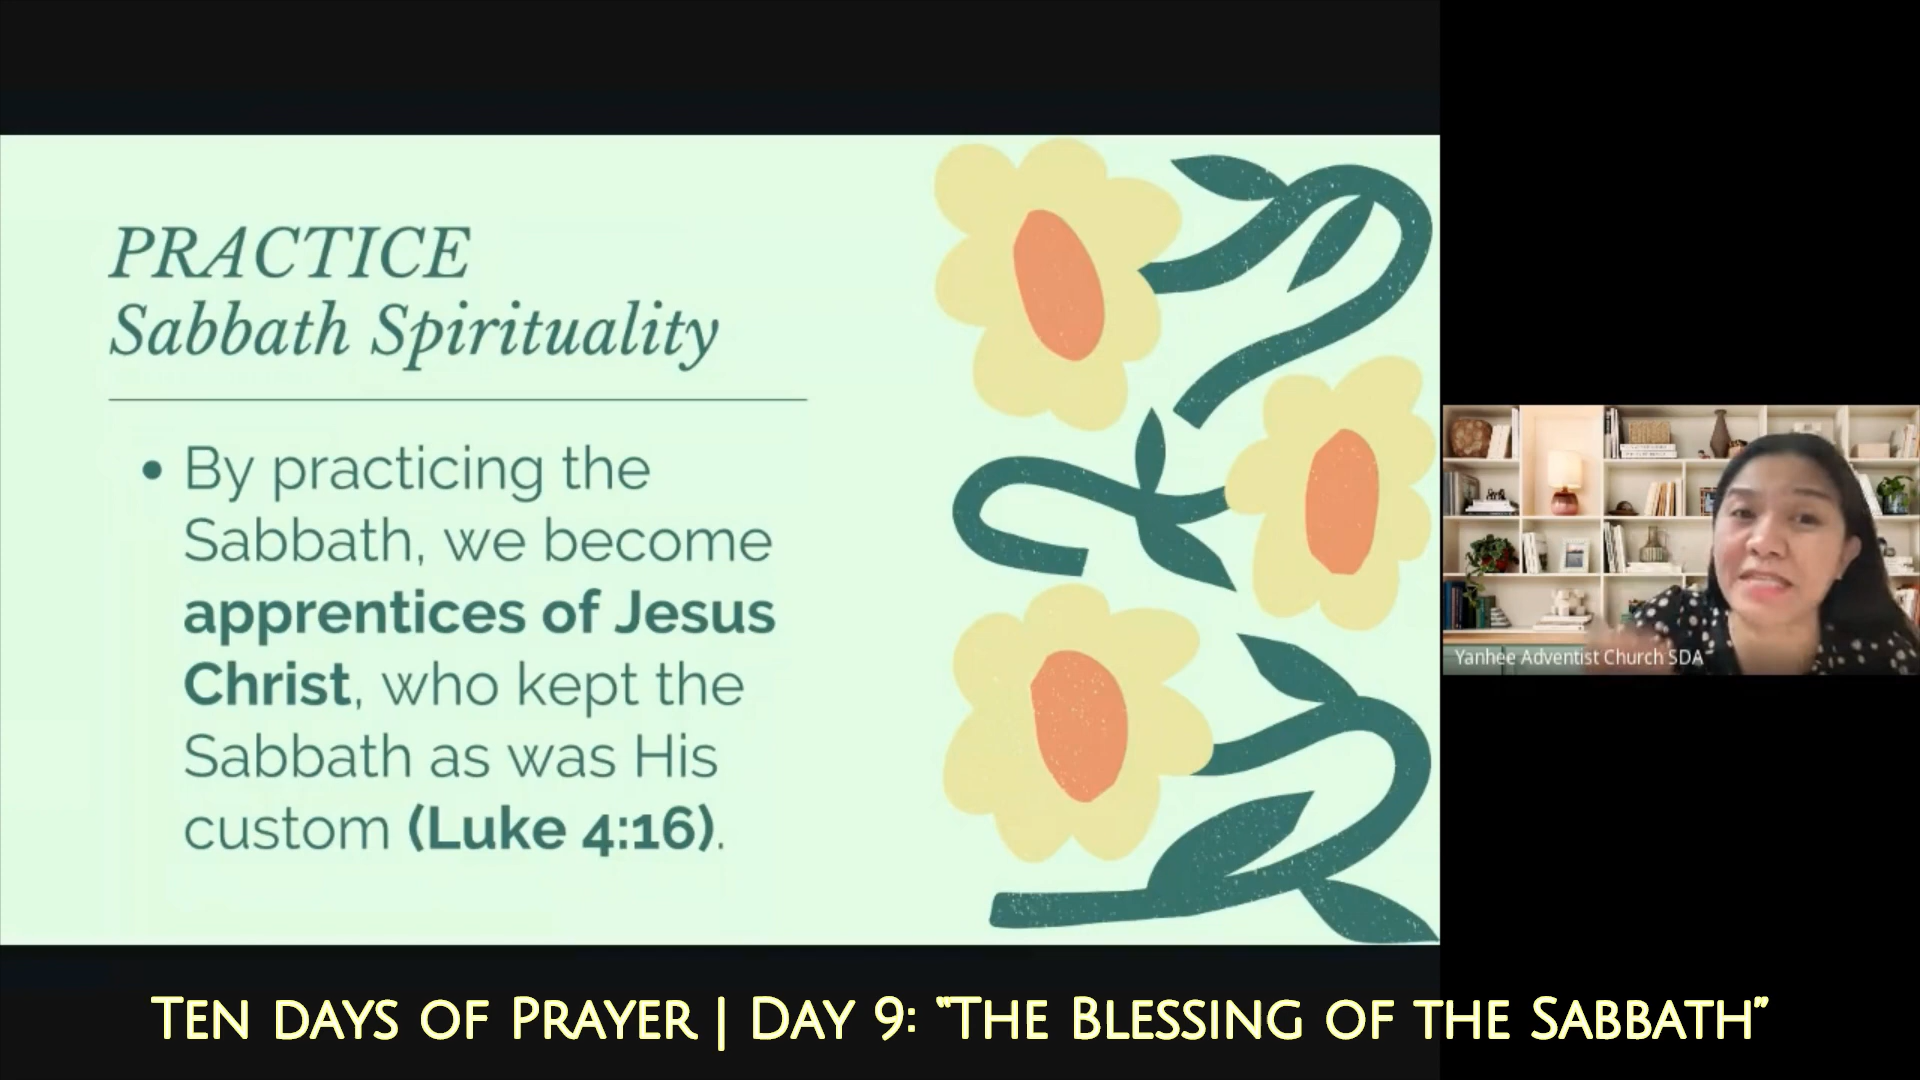 PRACTICE
Sabbath Spirituality
• By practicing the
Sabbath, we become
apprentices of Jesus
Christ, who kept the
Sabbath as was His
custom (Luke 4:16).
Yanhee Adventist Church SDA
Ten days of Prayer | Day 9: "The Blessing of the Sabbath"